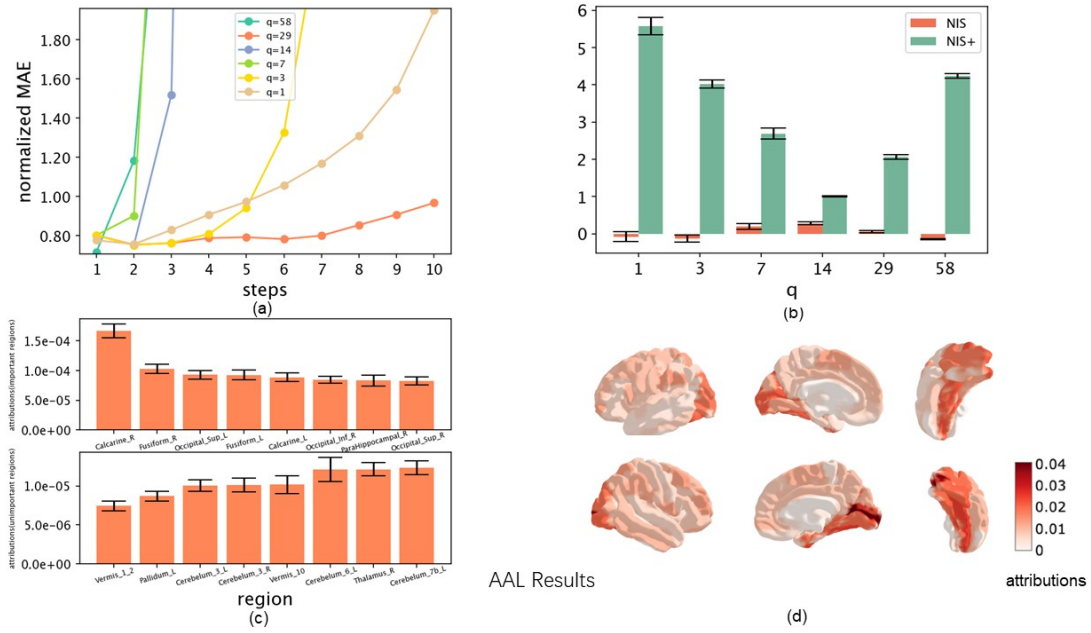 normalized MAE
1.80
1.60
1.40
1.20
1.00
0.80
q=58
q=29
q=14
q=7
q=3
q=1
1 2 3 4 5 6 7 8 9 10
steps
(a)
6
5
4
3
2
1
0
NIS
NIS+
1 3 7 14 29 58
q
(b)
attributions(important reigions)
1.5e−04
1.0e−04
5.0e−05
0.0e+00
Calcarine_R Fusiform_R Occipital_Sup_L Fusiform_L Calcarine_L Occipital_Inf_R ParaHippocampal_R Occipital_Sup_R
attributions(unimportant regions)
1.0e−05
5.0e−06
0.0e+00
Vermis_1_2 Pallidum_L Cerebelum_3_L Cerebelum_3_R Vermis_10 Cerebelum_6_L Thalamus_R Cerebelum_7b_L
region
(c)
AAL Results
0.04
0.03
0.02
0.01
0
attributions
(d)